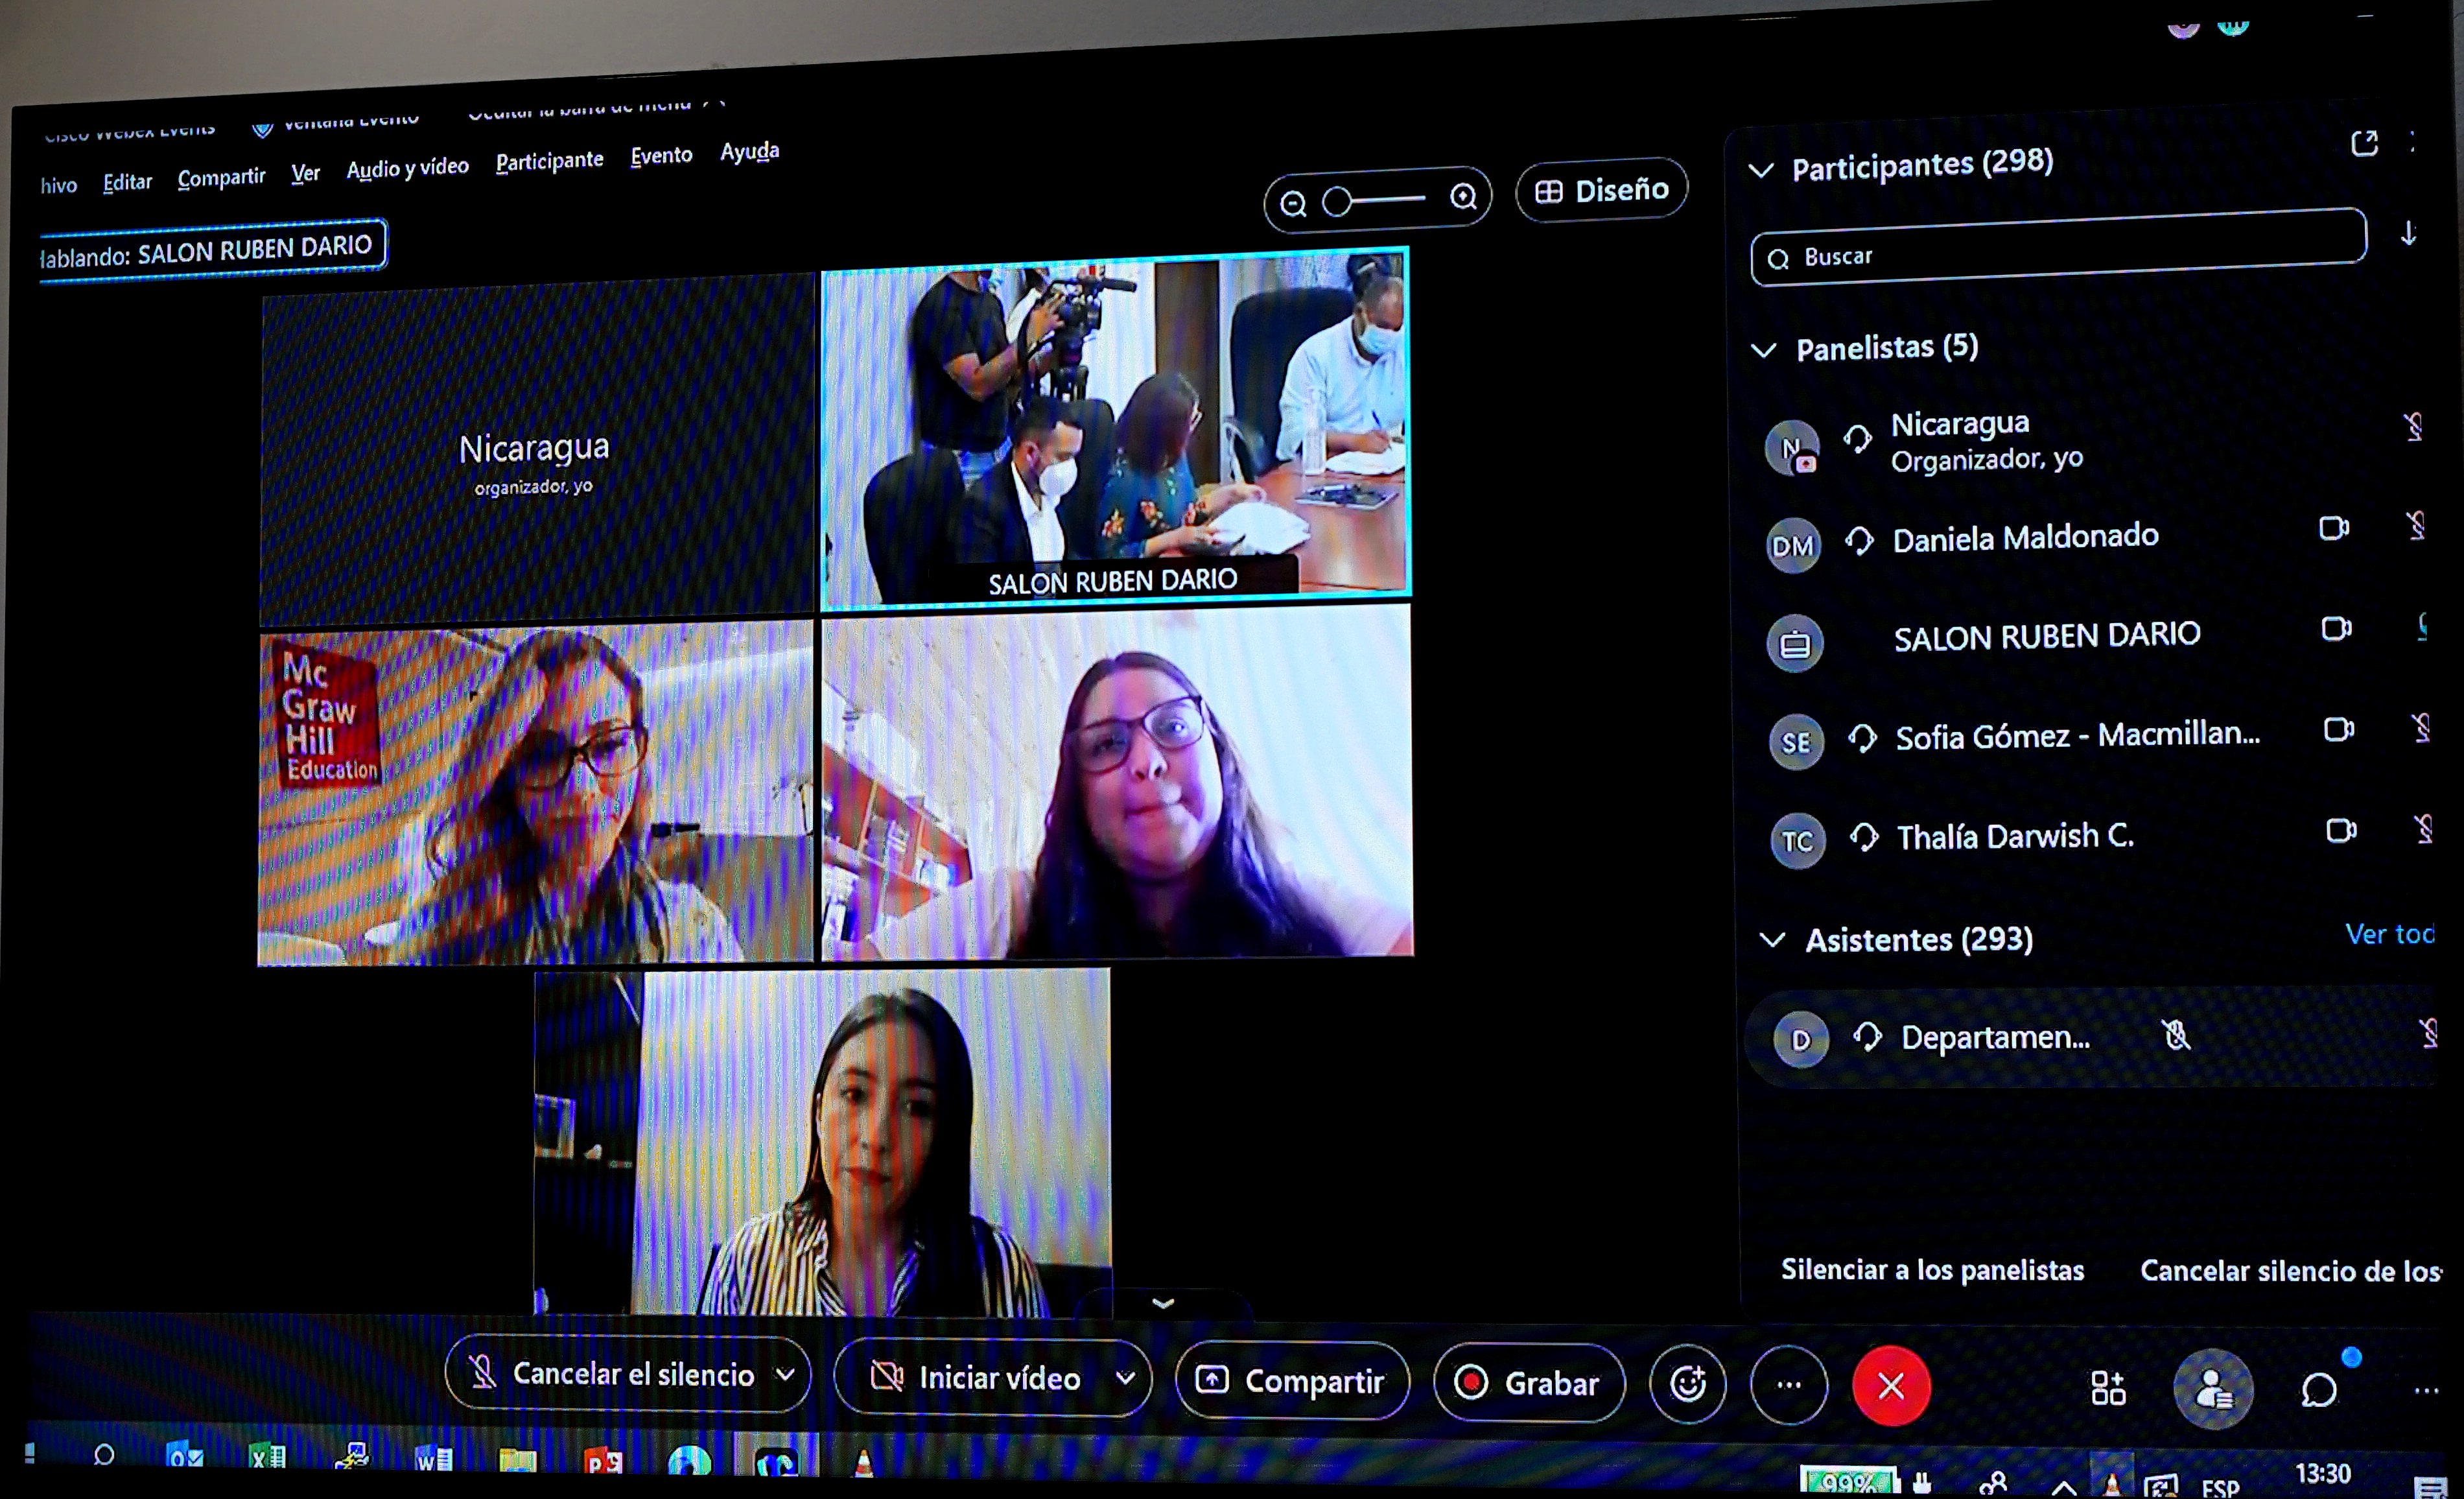 Cisco Webex Events
Ventana Evento
Ocultar la barra de menú
hivo Editar Compartir Ver Audio y vídeo Participante Evento Ayuda
Hablando: SALON RUBEN DARIO
Diseño
Nicaragua
organizador, yo
SALON RUBEN DARIO
Mc
Graw
Hill
Education
Participantes (298)
Buscar
Panelistas (5)
N
Nicaragua
Organizador, yo
DM Daniela Maldonado
SALON RUBEN DARIO
SE Sofia Gómez - Macmillan...
TC Thalía Darwish C.
Asistentes (293) Ver tod
D Departamen...
Silenciar a los panelistas Cancelar silencio de los
Cancelar el silencio Iniciar vídeo Compartir Grabar
99% ESP 13:30